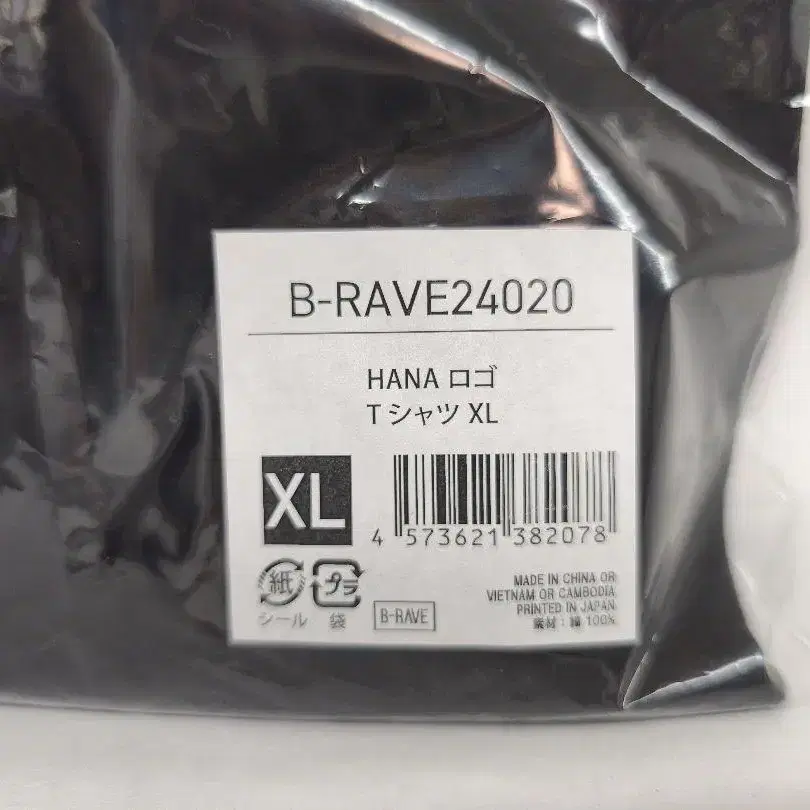 B-RAVE24020
HANA ロゴ
T シャツ XL
XL
4 573621 382078
紙
シール
プラ
袋
B-RAVE
MADE IN CHINA OR
VIETNAM OR CAMBODIA,
PRINTED IN JAPAN.
素材：綿 100%